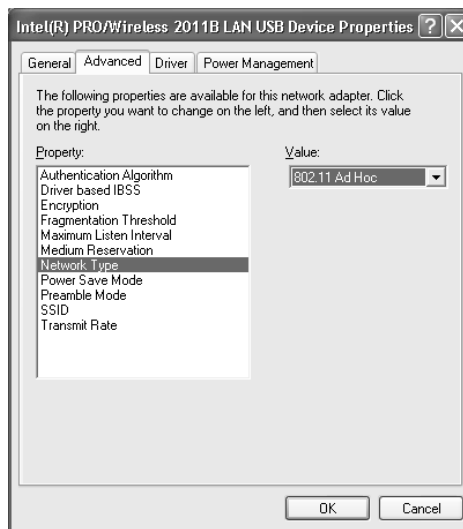 Intel(R) PRO/Wireless 2011B LAN USB Device Properties
General Advanced Driver Power Management
The following properties are available for this network adapter. Click
the property you want to change on the left, and then select its value
on the right.
Property:
Value:
Authentication Algorithm
Driver based IBSS
Encryption
Fragmentation Threshold
Maximum Listen Interval
Medium Reservation
Network Type
Power Save Mode
Preamble Mode
SSID
Transmit Rate
802.11 Ad Hoc
OK Cancel